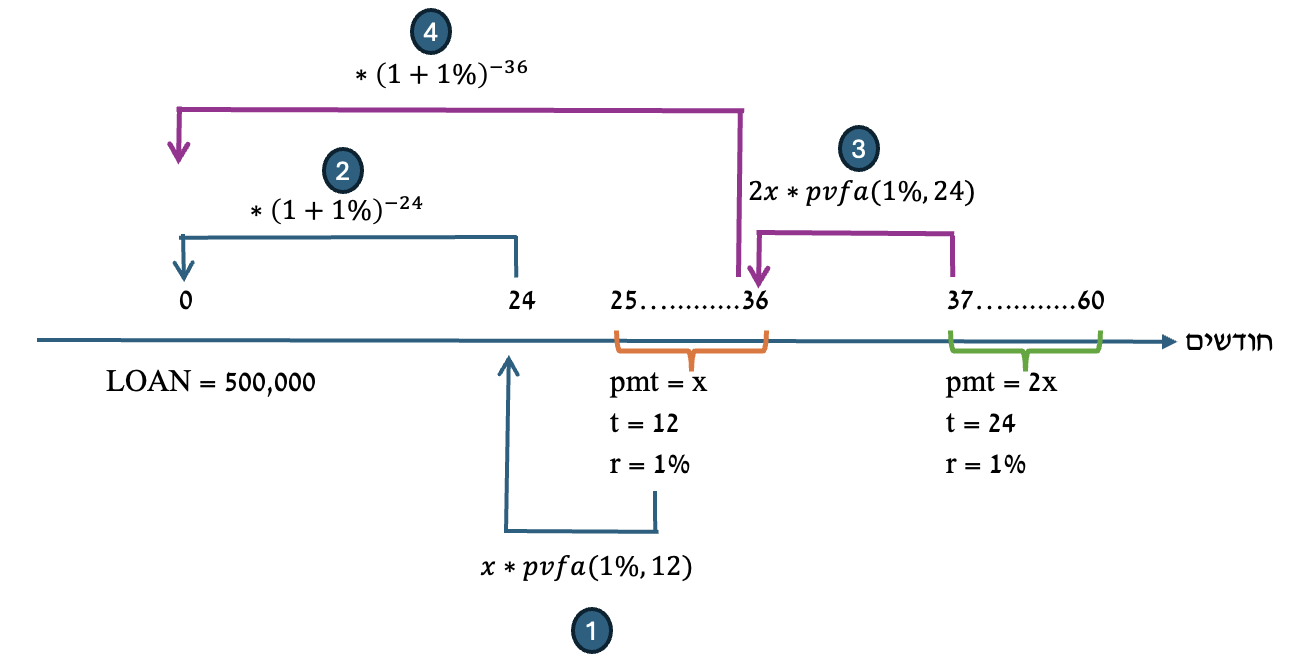 4
* (1 + 1%)⁻³⁶
3
2
2x * pvfa(1%, 24)
* (1 + 1%)⁻²⁴
0 24 25...........36 37...........60
חודשים
LOAN = 500,000
pmt = x
t = 12
r = 1%
pmt = 2x
t = 24
r = 1%
x * pvfa(1%, 12)
1